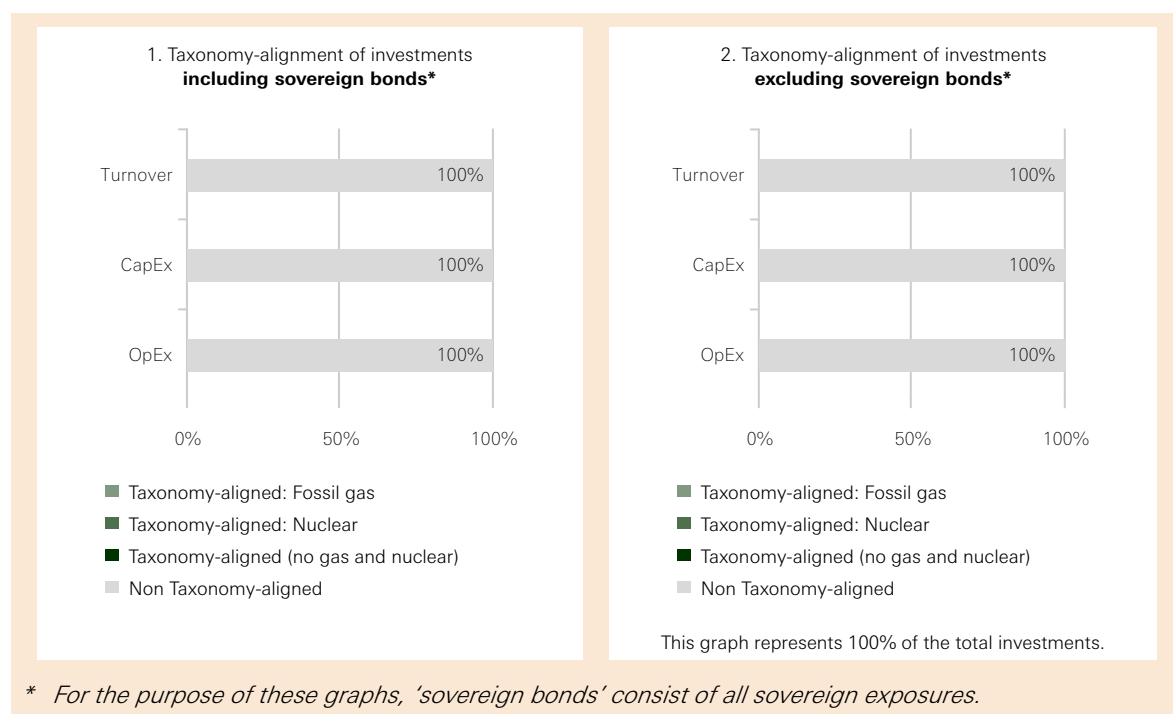 1. Taxonomy-alignment of investments
including sovereign bonds*
Turnover
100%
CapEx
100%
OpEx
100%
0%
50%
100%
Taxonomy-aligned: Fossil gas
Taxonomy-aligned: Nuclear
Taxonomy-aligned (no gas and nuclear)
Non Taxonomy-aligned
2. Taxonomy-alignment of investments
excluding sovereign bonds*
Turnover
100%
CapEx
100%
OpEx
100%
0%
50%
100%
Taxonomy-aligned: Fossil gas
Taxonomy-aligned: Nuclear
Taxonomy-aligned (no gas and nuclear)
Non Taxonomy-aligned
This graph represents 100% of the total investments.
* For the purpose of these graphs, ‘sovereign bonds’ consist of all sovereign exposures.